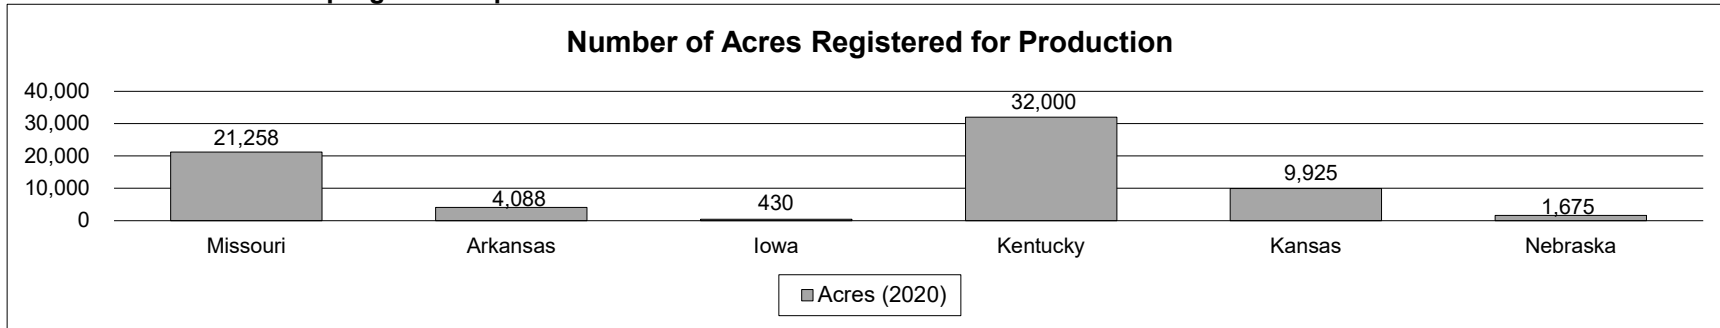 Number of Acres Registered for Production
40,000
30,000
20,000
10,000
0
21,258
4,088
430
32,000
9,925
1,675
Missouri
Arkansas
Iowa
Kentucky
Kansas
Nebraska
Acres (2020)